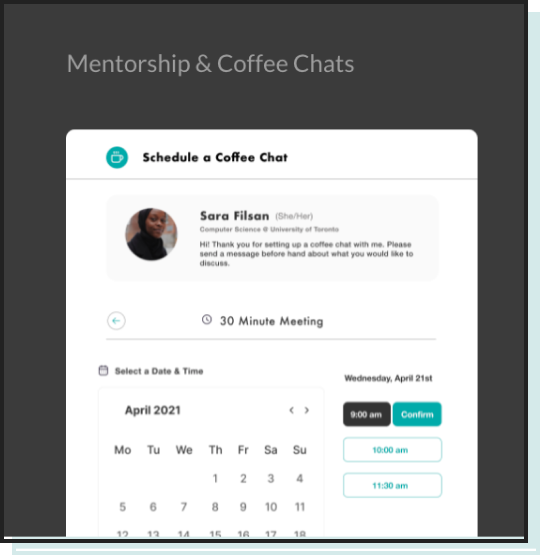 Mentorship & Coffee Chats
Schedule a Coffee Chat
Sara Filsan (She/Her)
Computer Science @ University of Toronto
Hi! Thank you for setting up a coffee chat with me. Please
send a message before hand about what you would like to
discuss.
30 Minute Meeting
Select a Date & Time
Wednesday, April 21st
April 2021
9:00 am Confirm
Mo Tu We Th Fr Sa Su
10:00 am
1 2 3 4
11:30 am
5 6 7 8 9 10 11
12 13 14 15 16 17 18